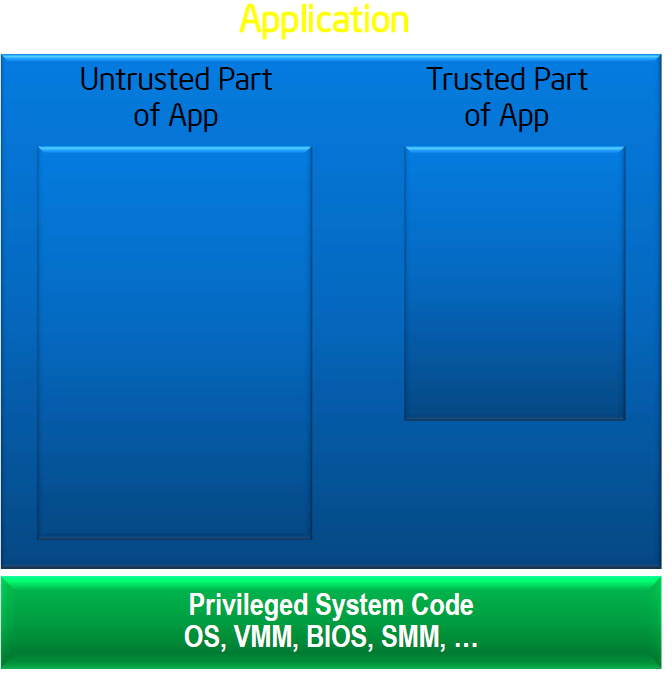 Application
Untrusted Part
of App
Trusted Part
of App
Privileged System Code
OS, VMM, BIOS, SMM, ...